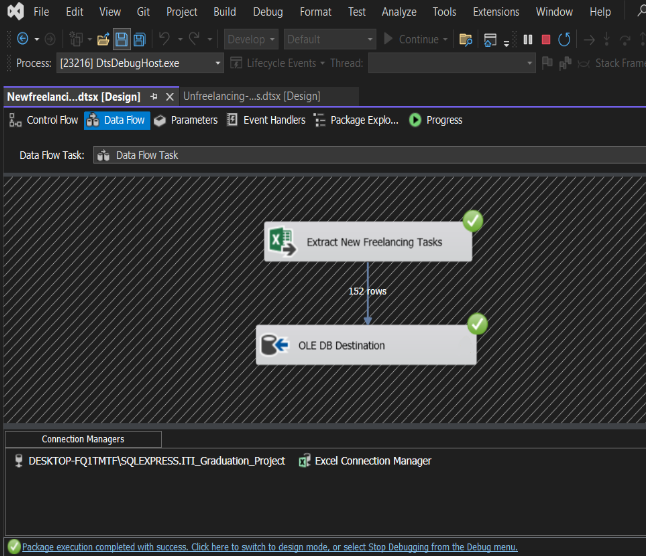 File Edit View Git Project Build Debug Format Test Analyze Tools Extensions Window Help
Develop Default Continue
Process: [23216] DtsDebugHost.exe Lifecycle Events Thread: Stack Frame
Newfreelanci...dtsx [Design] Unfreelancing-...s.dtsx [Design]
Control Flow Data Flow Parameters Event Handlers Package Explo... Progress
Data Flow Task: Data Flow Task
Extract New Freelancing Tasks
152 rows
OLE DB Destination
Connection Managers
DESKTOP-FQ1TMTF\SQLEXPRESS.ITI_Graduation_Project Excel Connection Manager
Package execution completed with success. Click here to switch to design mode, or select Stop Debugging from the Debug menu.